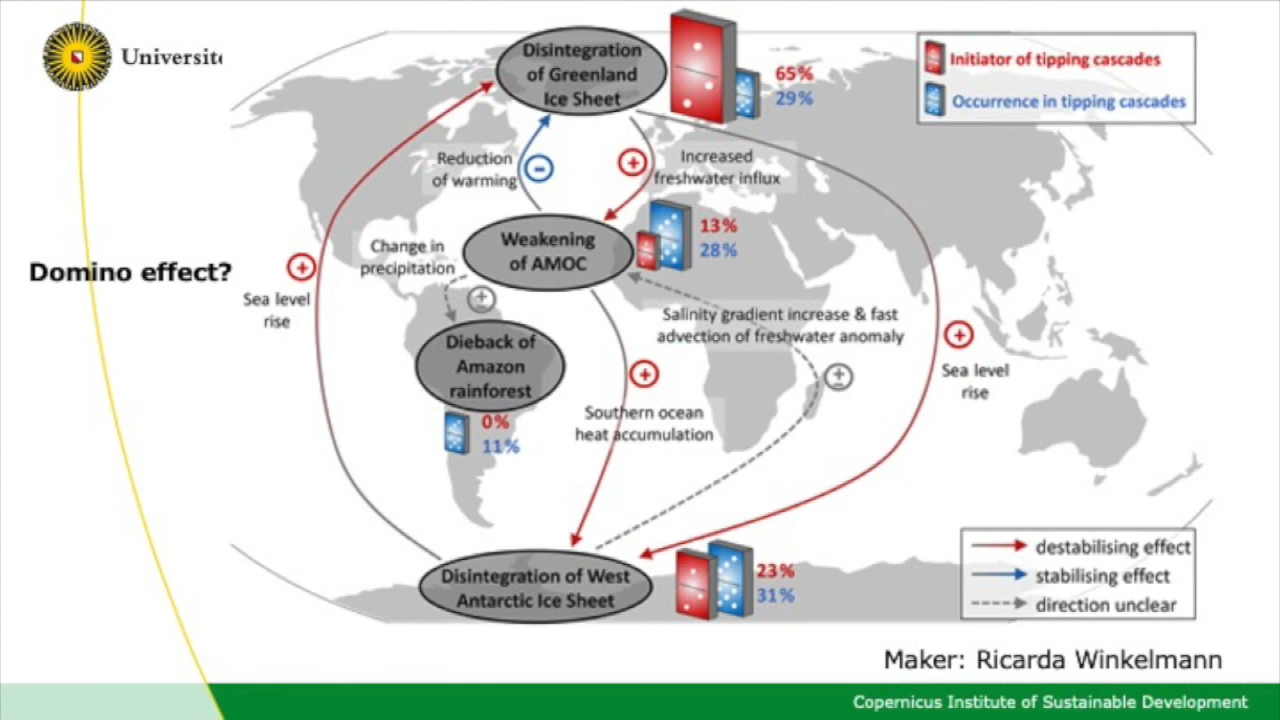 Universite
Domino effect?
Disintegration
of Greenland
Ice Sheet
65%
29%
Initiator of tipping cascades
Occurrence in tipping cascades
Reduction
of warming
−
+
Increased
freshwater influx
Weakening
of AMOC
13%
28%
Change in
precipitation
±
+
Sea level
rise
Salinity gradient increase & fast
advection of freshwater anomaly
±
+
Sea level
rise
Dieback of
Amazon
rainforest
0%
11%
+
Southern ocean
heat accumulation
Disintegration of West
Antarctic Ice Sheet
23%
31%
destabilising effect
stabilising effect
direction unclear
Maker: Ricarda Winkelmann
Copernicus Institute of Sustainable Development